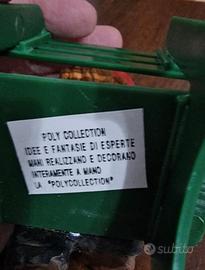 POLY COLLECTION
IDEE E FANTASIE DI ESPERTE
MANI REALIZZANO E DECORANO
INTERAMENTE A MANO
LA "POLYCOLLECTION"
subito